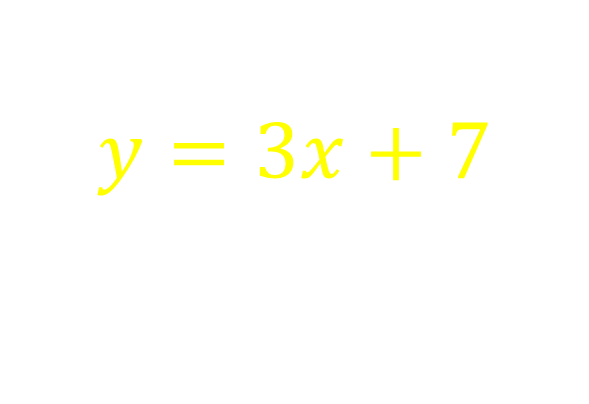 y = 3x + 7